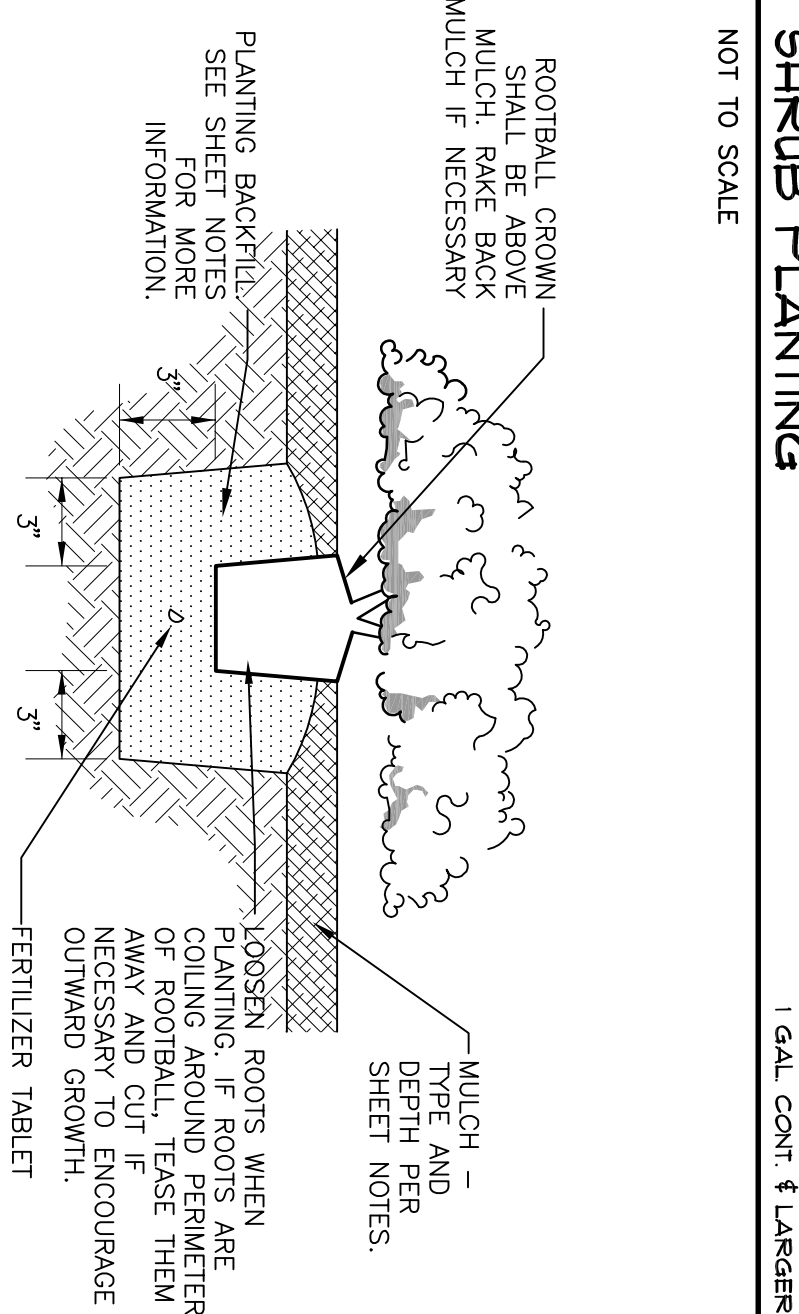 SHRUB PLANTING
1 GAL. CONT. & LARGER
NOT TO SCALE
ROOTBALL CROWN
SHALL BE ABOVE
MULCH. RAKE BACK
MULCH IF NECESSARY
MULCH –
TYPE AND
DEPTH PER
SHEET NOTES.
PLANTING BACKFILL.
SEE SHEET NOTES
FOR MORE
INFORMATION.
3"
3"
3"
LOOSEN ROOTS WHEN
PLANTING. IF ROOTS ARE
COILING AROUND PERIMETER
OF ROOTBALL, TEASE THEM
AWAY AND CUT IF
NECESSARY TO ENCOURAGE
OUTWARD GROWTH.
FERTILIZER TABLET